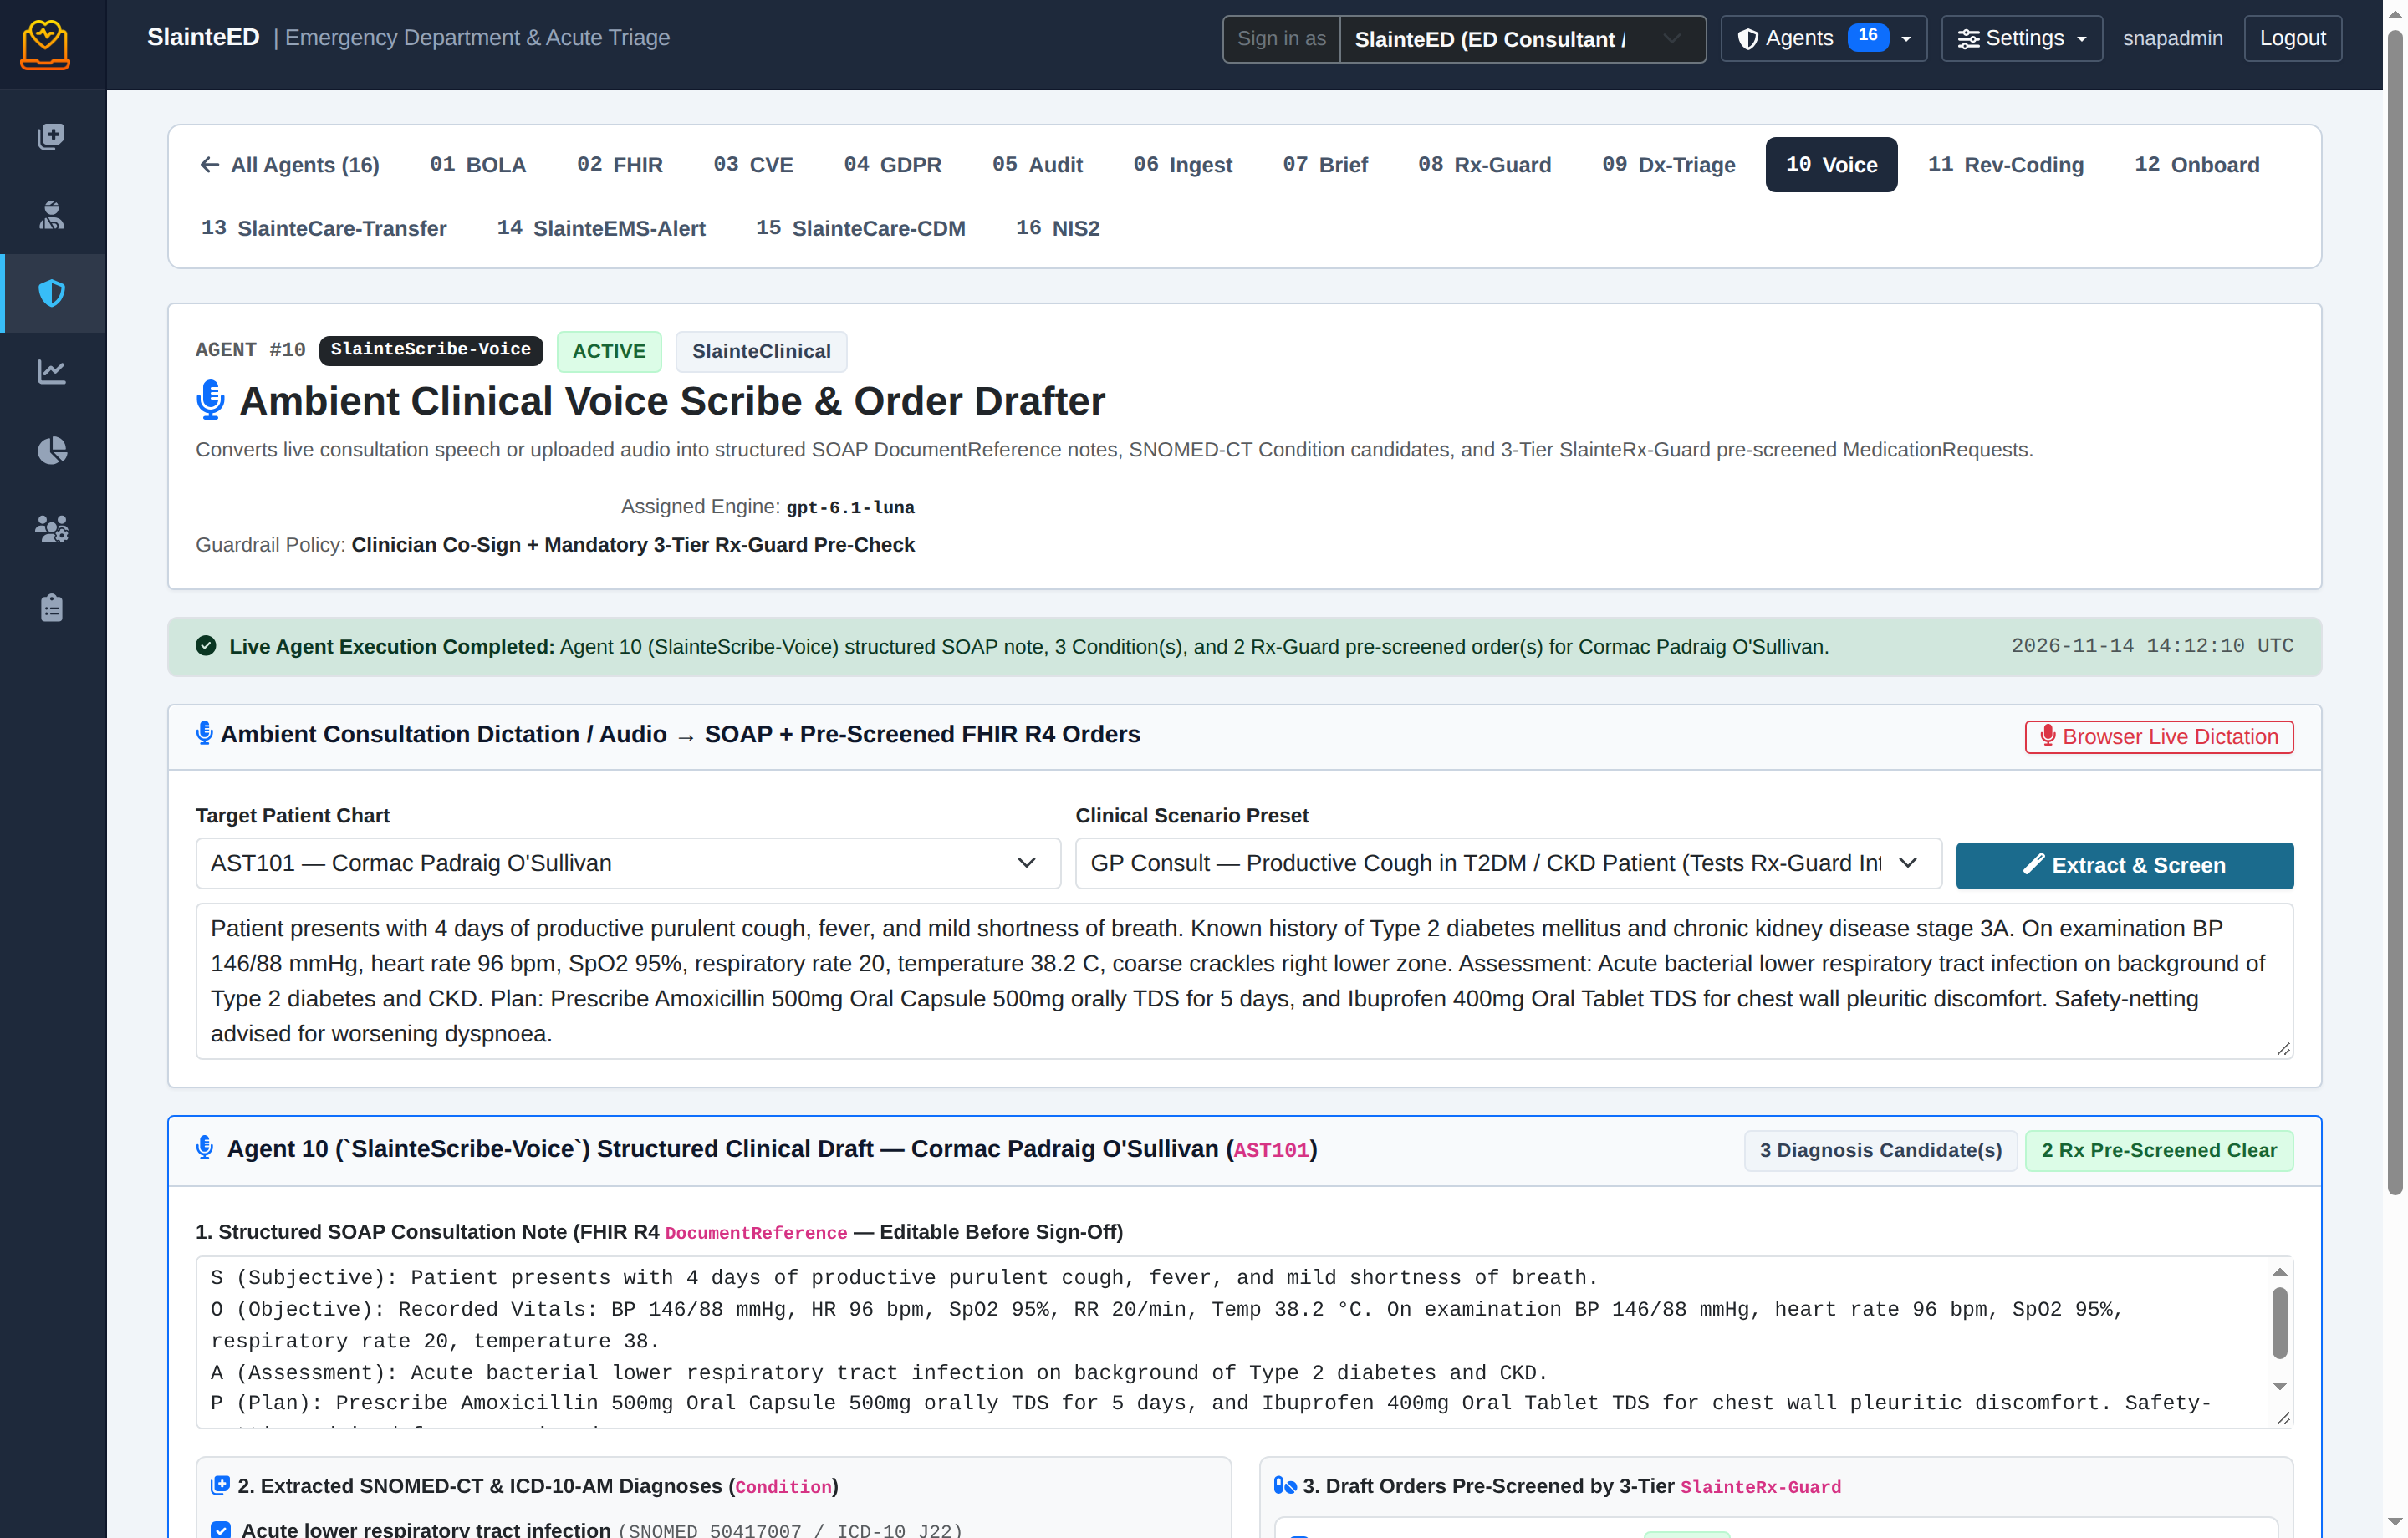 SlainteED | Emergency Department & Acute Triage
Sign in as SlainteED (ED Consultant /
Agents 16
Settings
snapadmin
Logout
← All Agents (16)
01 BOLA
02 FHIR
03 CVE
04 GDPR
05 Audit
06 Ingest
07 Brief
08 Rx-Guard
09 Dx-Triage
10 Voice
11 Rev-Coding
12 Onboard
13 SlainteCare-Transfer
14 SlainteEMS-Alert
15 SlainteCare-CDM
16 NIS2
AGENT #10 SlainteScribe-Voice ACTIVE SlainteClinical
Ambient Clinical Voice Scribe & Order Drafter
Converts live consultation speech or uploaded audio into structured SOAP DocumentReference notes, SNOMED-CT Condition candidates, and 3-Tier SlainteRx-Guard pre-screened MedicationRequests.
Assigned Engine: gpt-6.1-luna
Guardrail Policy: Clinician Co-Sign + Mandatory 3-Tier Rx-Guard Pre-Check
Live Agent Execution Completed: Agent 10 (SlainteScribe-Voice) structured SOAP note, 3 Condition(s), and 2 Rx-Guard pre-screened order(s) for Cormac Padraig O'Sullivan.
2026-11-14 14:12:10 UTC
Ambient Consultation Dictation / Audio → SOAP + Pre-Screened FHIR R4 Orders
Browser Live Dictation
Target Patient Chart
AST101 — Cormac Padraig O'Sullivan
Clinical Scenario Preset
GP Consult — Productive Cough in T2DM / CKD Patient (Tests Rx-Guard Int
Extract & Screen
Patient presents with 4 days of productive purulent cough, fever, and mild shortness of breath. Known history of Type 2 diabetes mellitus and chronic kidney disease stage 3A. On examination BP
146/88 mmHg, heart rate 96 bpm, SpO2 95%, respiratory rate 20, temperature 38.2 C, coarse crackles right lower zone. Assessment: Acute bacterial lower respiratory tract infection on background of
Type 2 diabetes and CKD. Plan: Prescribe Amoxicillin 500mg Oral Capsule 500mg orally TDS for 5 days, and Ibuprofen 400mg Oral Tablet TDS for chest wall pleuritic discomfort. Safety-netting
advised for worsening dyspnoea.
Agent 10 (`SlainteScribe-Voice`) Structured Clinical Draft — Cormac Padraig O'Sullivan (AST101)
3 Diagnosis Candidate(s)
2 Rx Pre-Screened Clear
1. Structured SOAP Consultation Note (FHIR R4 DocumentReference — Editable Before Sign-Off)
S (Subjective): Patient presents with 4 days of productive purulent cough, fever, and mild shortness of breath.
O (Objective): Recorded Vitals: BP 146/88 mmHg, HR 96 bpm, SpO2 95%, RR 20/min, Temp 38.2 °C. On examination BP 146/88 mmHg, heart rate 96 bpm, SpO2 95%,
respiratory rate 20, temperature 38.
A (Assessment): Acute bacterial lower respiratory tract infection on background of Type 2 diabetes and CKD.
P (Plan): Prescribe Amoxicillin 500mg Oral Capsule 500mg orally TDS for 5 days, and Ibuprofen 400mg Oral Tablet TDS for chest wall pleuritic discomfort. Safety-
2. Extracted SNOMED-CT & ICD-10-AM Diagnoses (Condition)
Acute lower respiratory tract infection (SNOMED 50417007 / ICD-10 J22)
3. Draft Orders Pre-Screened by 3-Tier SlainteRx-Guard